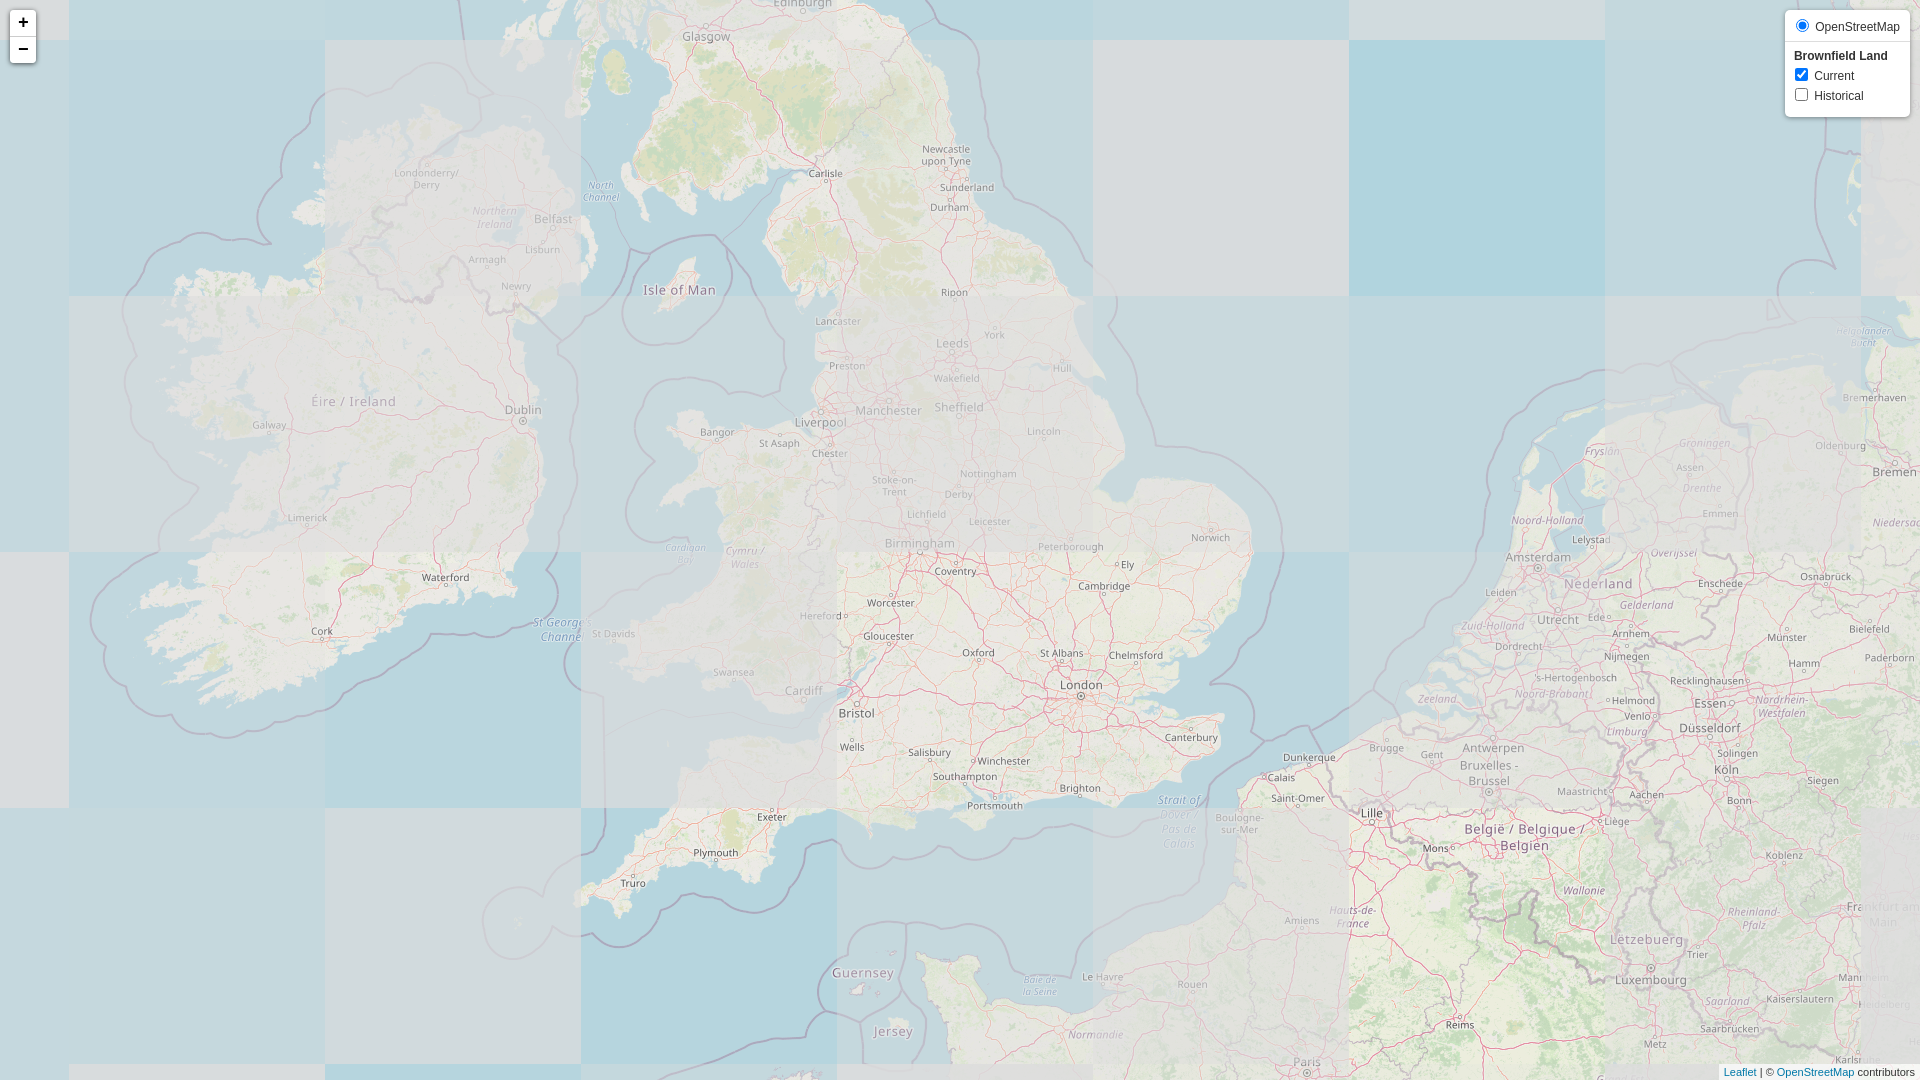 +
−
OpenStreetMap
Brownfield Land
Current
Historical
Edinburgh
Glasgow
Londonderry/
Derry
North
Channel
Carlisle
Newcastle
upon Tyne
Sunderland
Durham
Northern
Ireland
Belfast
Lisburn
Armagh
Newry
Isle of Man
Ripon
Lancaster
York
Leeds
Preston
Hull
Wakefield
Helgoländer
Bucht
Éire / Ireland
Dublin
Manchester
Sheffield
Bremerhaven
Galway
Liverpool
Bangor
St Asaph
Lincoln
Chester
Groningen
Oldenburg
Fryslân
Assen
Bremen
Stoke-on-
Trent
Nottingham
Derby
Drenthe
Limerick
Lichfield
Leicester
Noord-Holland
Emmen
Niedersa
Birmingham
Peterborough
Norwich
Lelystad
Cardigan
Bay
Cymru /
Wales
Overijssel
Amsterdam
Waterford
Coventry
Ely
Cambridge
Nederland
Enschede
Osnabrück
Leiden
Worcester
Gelderland
Hereford
St George'
Channel
Cork
St Davids
Gloucester
Zuid-Holland
Utrecht
Ede
Arnhem
Münster
Bielefeld
Oxford
St Albans
Chelmsford
Dordrecht
Nijmegen
Hamm
Paderborn
Swansea
Cardiff
London
's-Hertogenbosch
Recklinghausen
Zeeland
Noord-Brabant
Helmond
Essen
Nordrhein-
Westfalen
Bristol
Venlo
Düsseldorf
Limburg
Wells
Salisbury
Canterbury
Brugge
Gent
Antwerpen
Solingen
Winchester
Dunkerque
Bruxelles -
Brussel
Köln
Southampton
Calais
Siegen
Brighton
Maastricht
Aachen
Portsmouth
Saint-Omer
Bonn
Strait of
Dover /
Pas de
Calais
Exeter
Boulogne-
sur-Mer
Lille
Liège
België / Belgique /
Belgien
Mons
Plymouth
Koblenz
Truro
Wallonie
Hauts-de-
France
Amiens
Rheinland-
Pfalz
Frankfurt am
Main
Lëtzebuerg
Trier
Guernsey
Le Havre
Baie de
la Seine
Rouen
Luxembourg
Mannheim
Kaiserslautern
Heidelberg
Saarland
Jersey
Normandie
Reims
Saarbrücken
Metz
Paris
Karlsru
Leaflet | © OpenStreetMap contributors